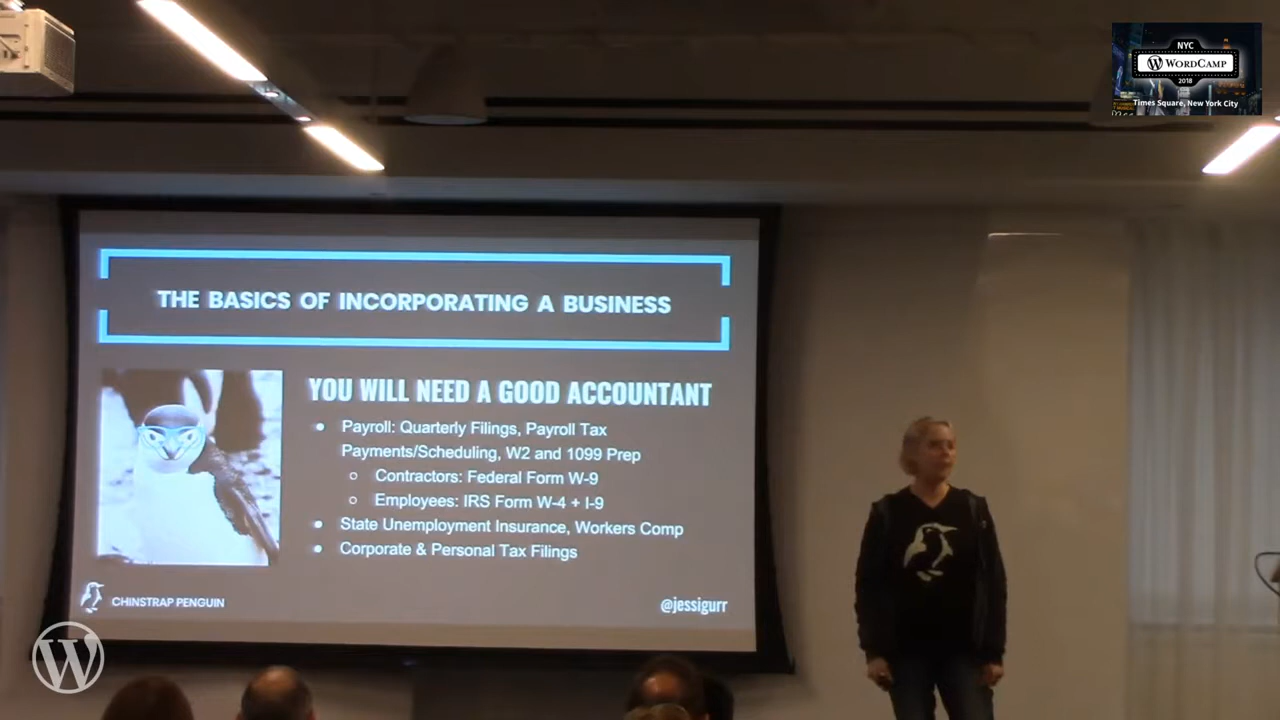 NYC
WORDCAMP
2018
Times Square, New York City
THE BASICS OF INCORPORATING A BUSINESS
YOU WILL NEED A GOOD ACCOUNTANT
● Payroll: Quarterly Filings, Payroll Tax
Payments/Scheduling, W2 and 1099 Prep
○ Contractors: Federal Form W-9
○ Employees: IRS Form W-4 + I-9
● State Unemployment Insurance, Workers Comp
● Corporate & Personal Tax Filings
CHINSTRAP PENGUIN
@jessigurr